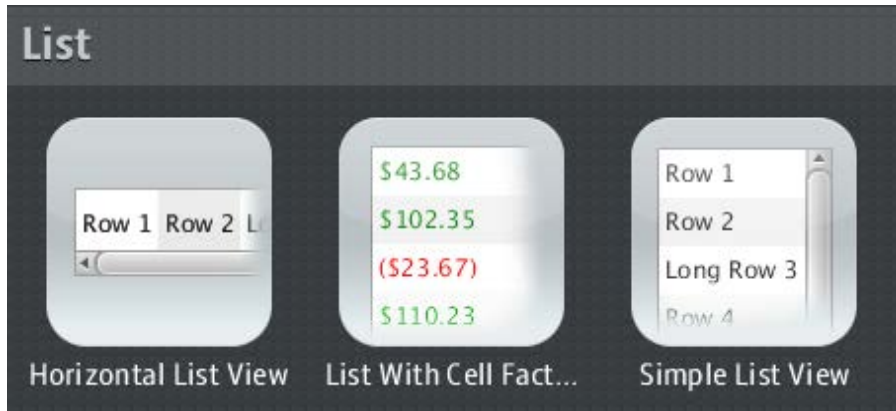 List
Row 1 Row 2
Horizontal List View
$43.68
$102.35
($23.67)
$110.23
List With Cell Fact...
Row 1
Row 2
Long Row 3
Row 4
Simple List View